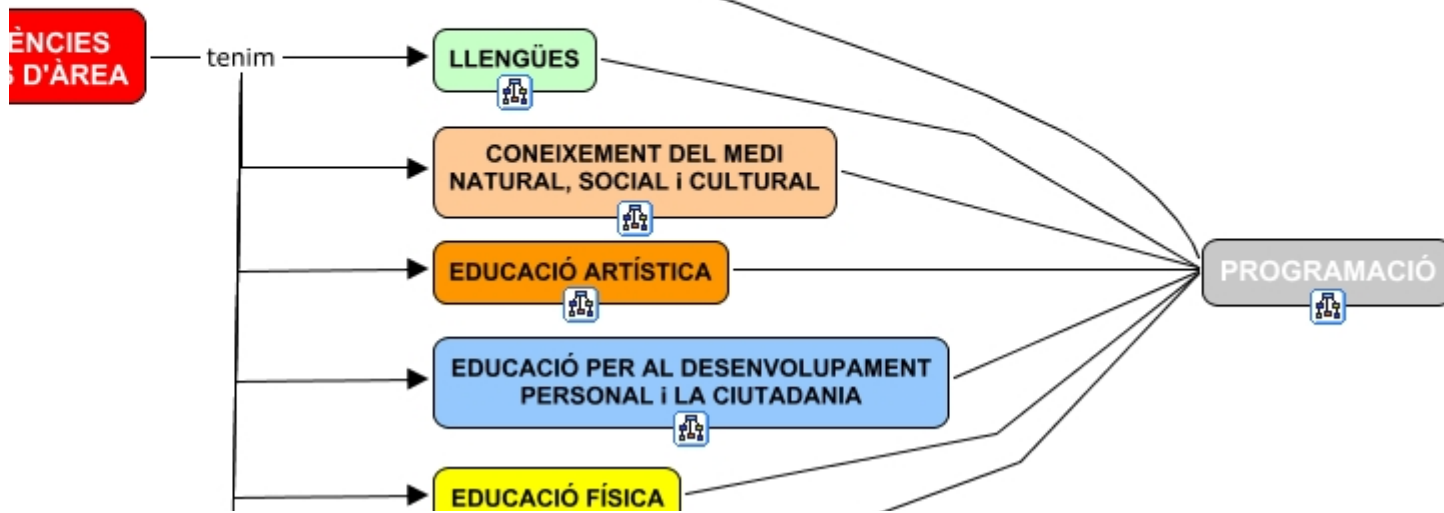 ÈNCIES
S D'ÀREA
tenim
LLENGÜES
CONEIXEMENT DEL MEDI
NATURAL, SOCIAL i CULTURAL
EDUCACIÓ ARTÍSTICA
EDUCACIÓ PER AL DESENVOLUPAMENT
PERSONAL i LA CIUTADANIA
EDUCACIÓ FÍSICA
PROGRAMACIÓ